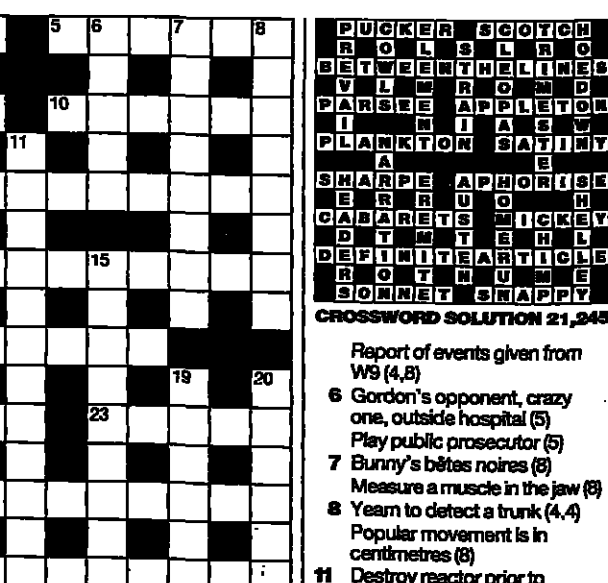 5 6 7 8
10
11
15
19 20
23
PUCKER SCOTCH
R O L S L R O
BETWEENTHELINES
V L M R O M D
PARSEE APPLETON
I N I A S W
PLANKTON SATINY
A E
SHARPE APHORISE
E R R U O H
CABARETS MICKEY
D T M T E H L
DEFINITEARTICLE
R O T H U M E
SONNET SNAPPY
CROSSWORD SOLUTION 21,245
Report of events given from
W9 (4,8)
6 Gordon's opponent, crazy
one, outside hospital (5)
Play public prosecutor (5)
7 Bunny's bêtes noires (8)
Measure a muscle in the jaw (8)
8 Yearn to detect a trunk (4,4)
Popular movement is in
centimetres (8)
11 Destroy reactor prior to